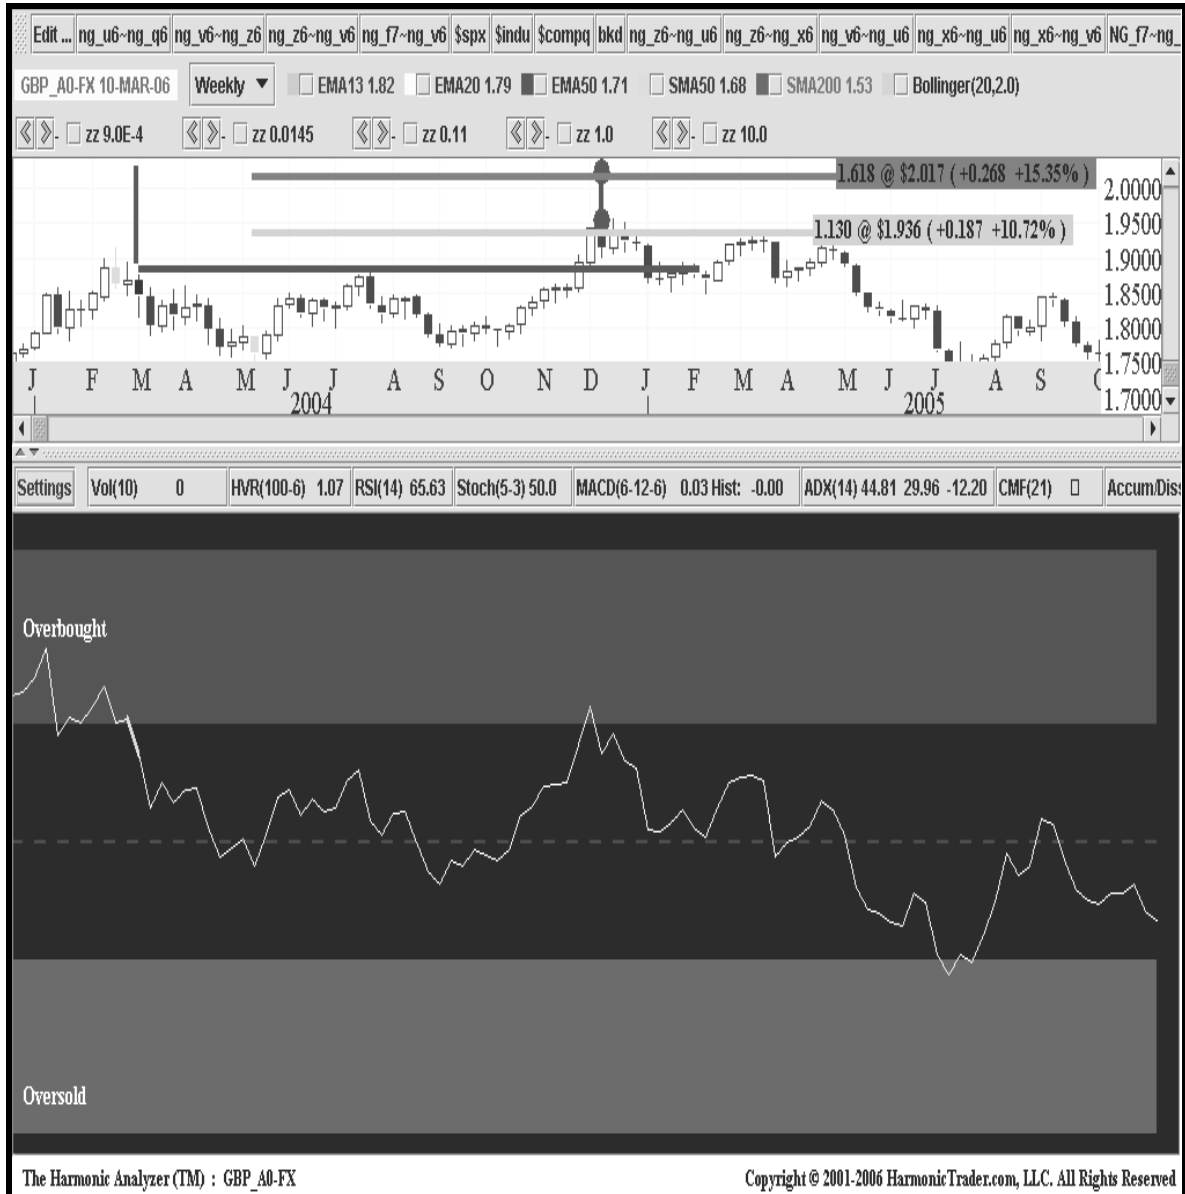 Edit ... ng_u6~ng_q6 ng_v6~ng_z6 ng_z6~ng_v6 ng_f7~ng_v6 $spx $indu $compq bkd ng_z6~ng_u6 ng_z6~ng_x6 ng_v6~ng_u6 ng_x6~ng_u6 ng_x6~ng_v6 NG_f7~ng_
GBP_A0-FX 10-MAR-06 Weekly EMA13 1.82 EMA20 1.79 EMA50 1.71 SMA50 1.68 SMA200 1.53 Bollinger(20,2.0)
zz 9.0E-4 zz 0.0145 zz 0.11 zz 1.0 zz 10.0
1.618 @ $2.017 ( +0.268 +15.35% )
2.0000
1.130 @ $1.936 ( +0.187 +10.72% )
1.9500
1.9000
1.8500
1.8000
1.7500
1.7000
J F M A M J J A S O N D J F M A M J J A S
2004 2005
Settings Vol(10) 0 HVR(100-6) 1.07 RSI(14) 65.63 Stoch(5-3) 50.0 MACD(6-12-6) 0.03 Hist: -0.00 ADX(14) 44.81 29.96 -12.20 CMF(21) Accum/Diss
Overbought
Oversold
The Harmonic Analyzer (TM) : GBP_A0-FX Copyright © 2001-2006 HarmonicTrader.com, LLC. All Rights Reserved